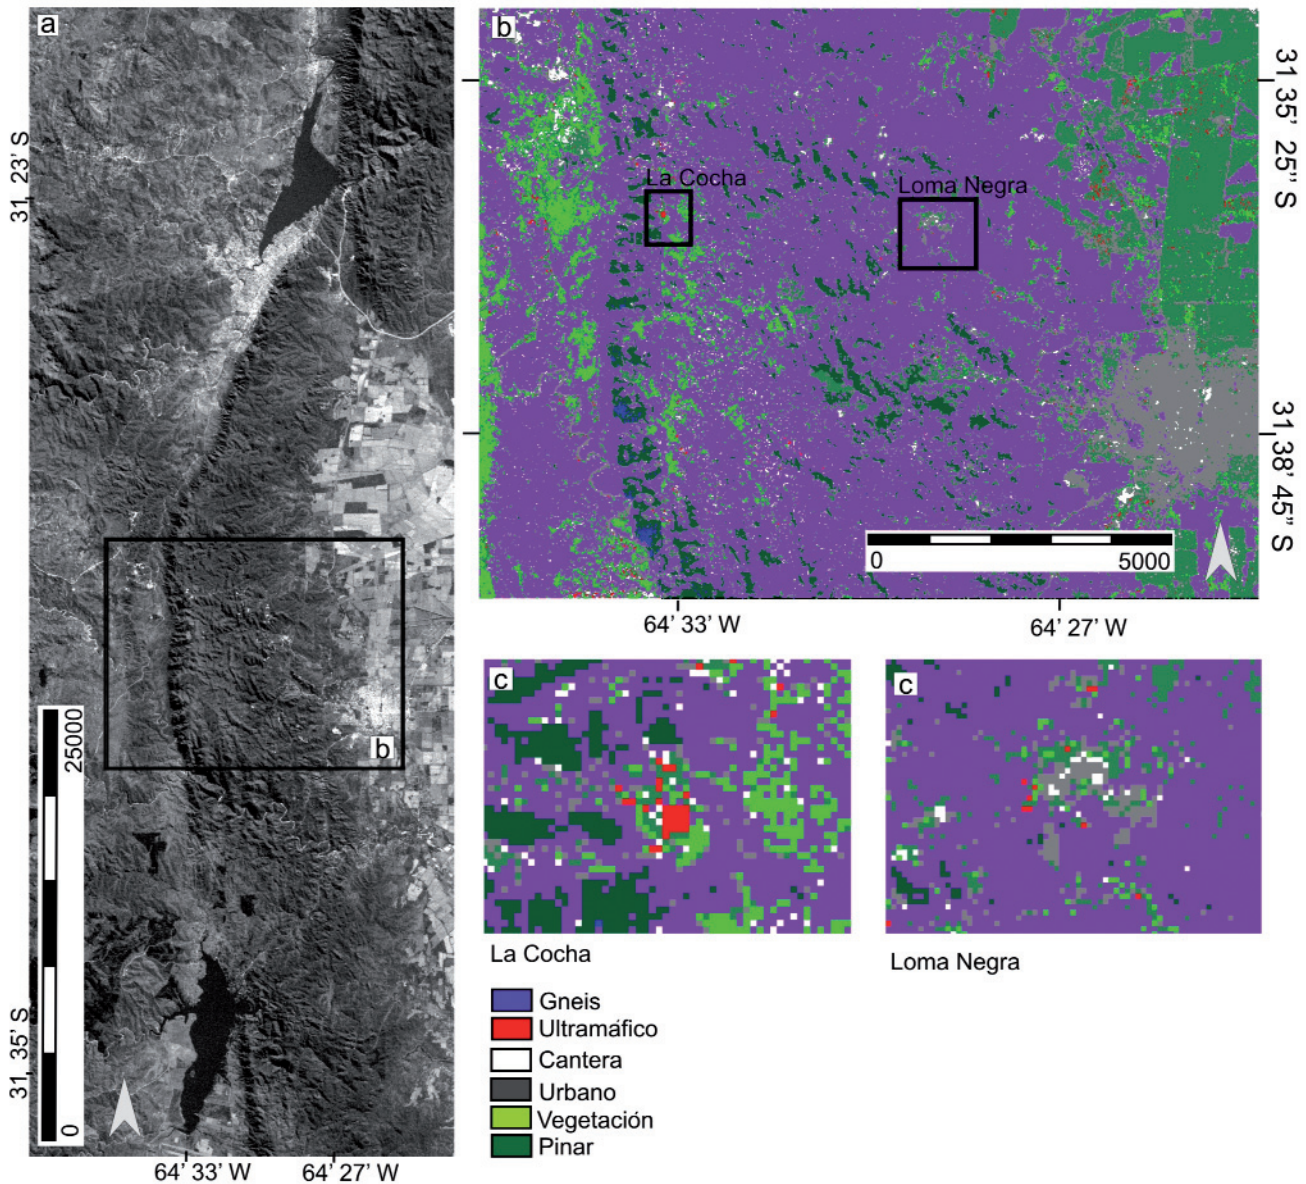 a
31 23' S
31 35' S
25000
0
b
64' 33' W
64' 27' W
b
La Cocha
Loma Negra
31 35' 25'' S
31 38' 45'' S
0
5000
64' 33' W
64' 27' W
c
c
La Cocha
Loma Negra
Gneis
Ultramáfico
Cantera
Urbano
Vegetación
Pinar